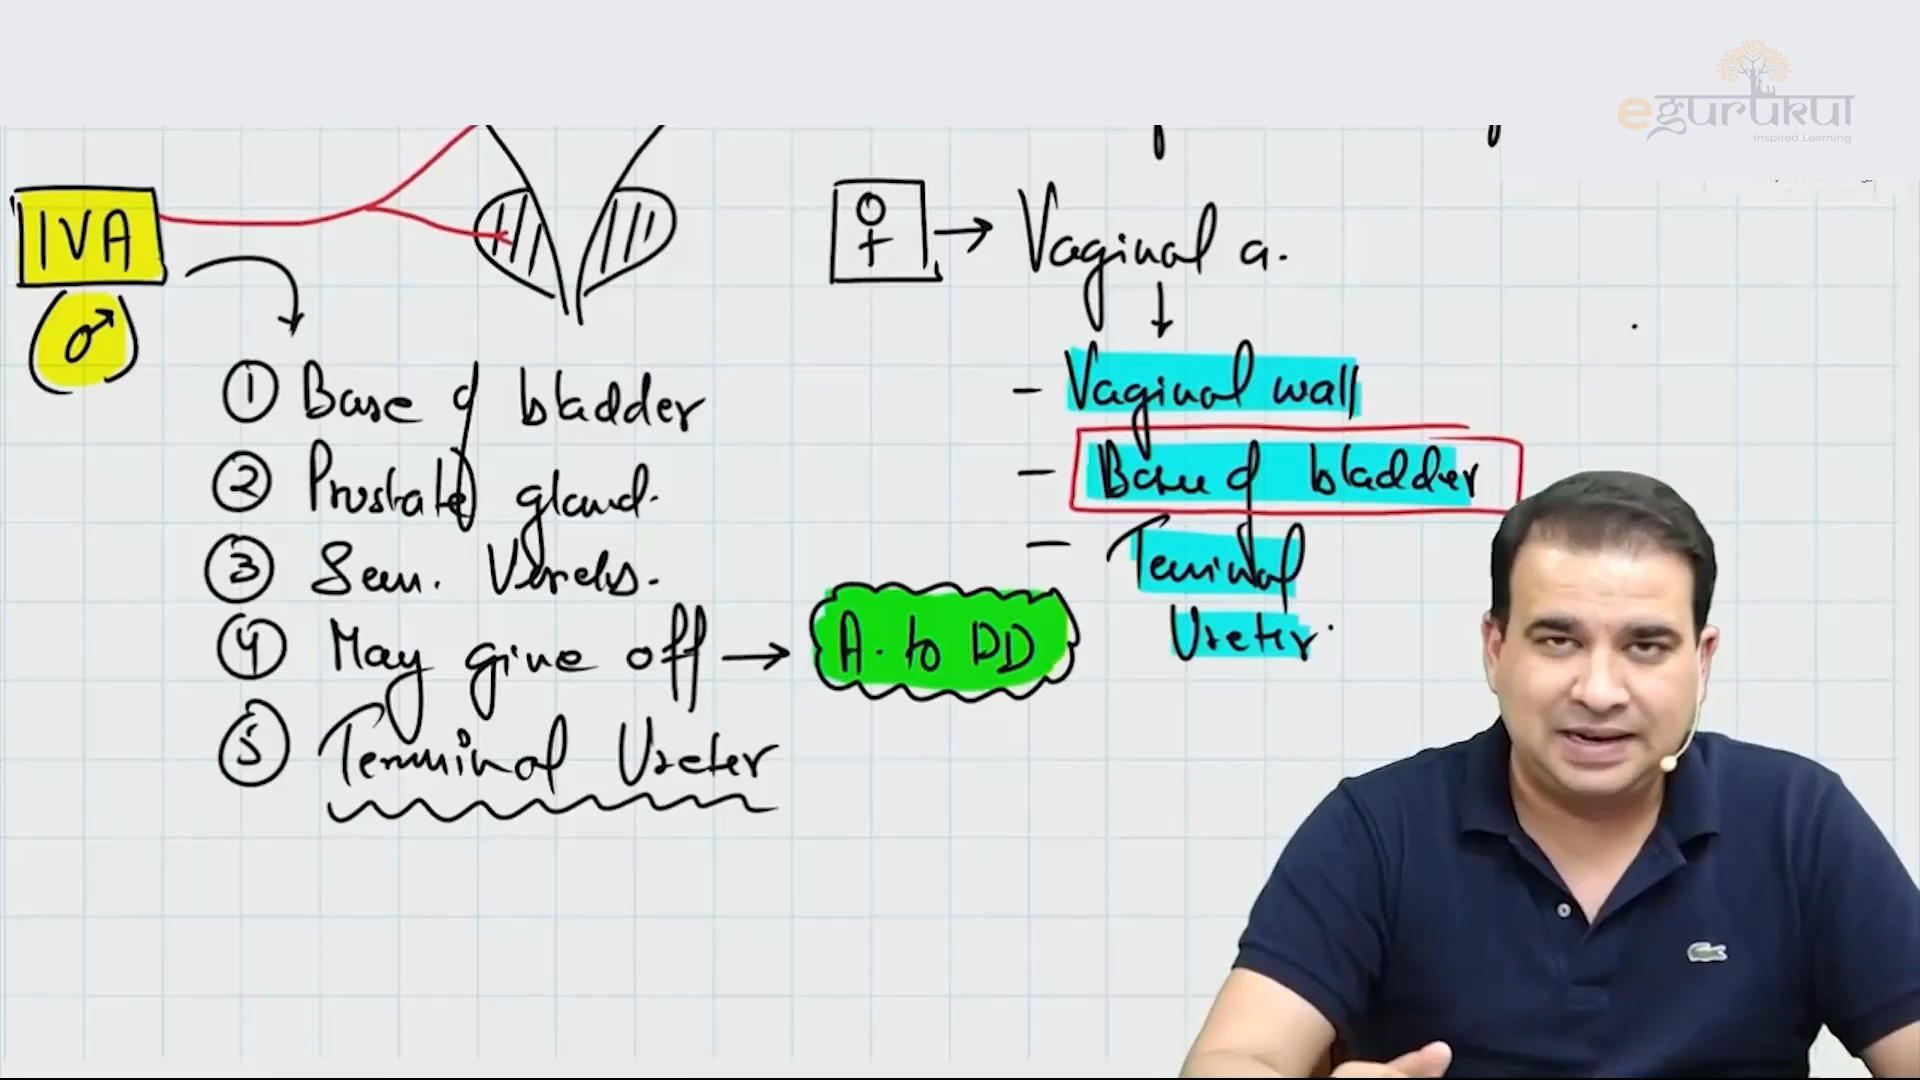 egurukul
Inspired Learning
IVA
♂
① Base of bladder
② Prostate gland.
③ Sem. Vesicles.
④ May give off → A. to DD
⑤ Terminal Ureter
♀ → Vaginal a.
↓
- Vaginal wall
- Base of bladder
- Terminal
Ureter.